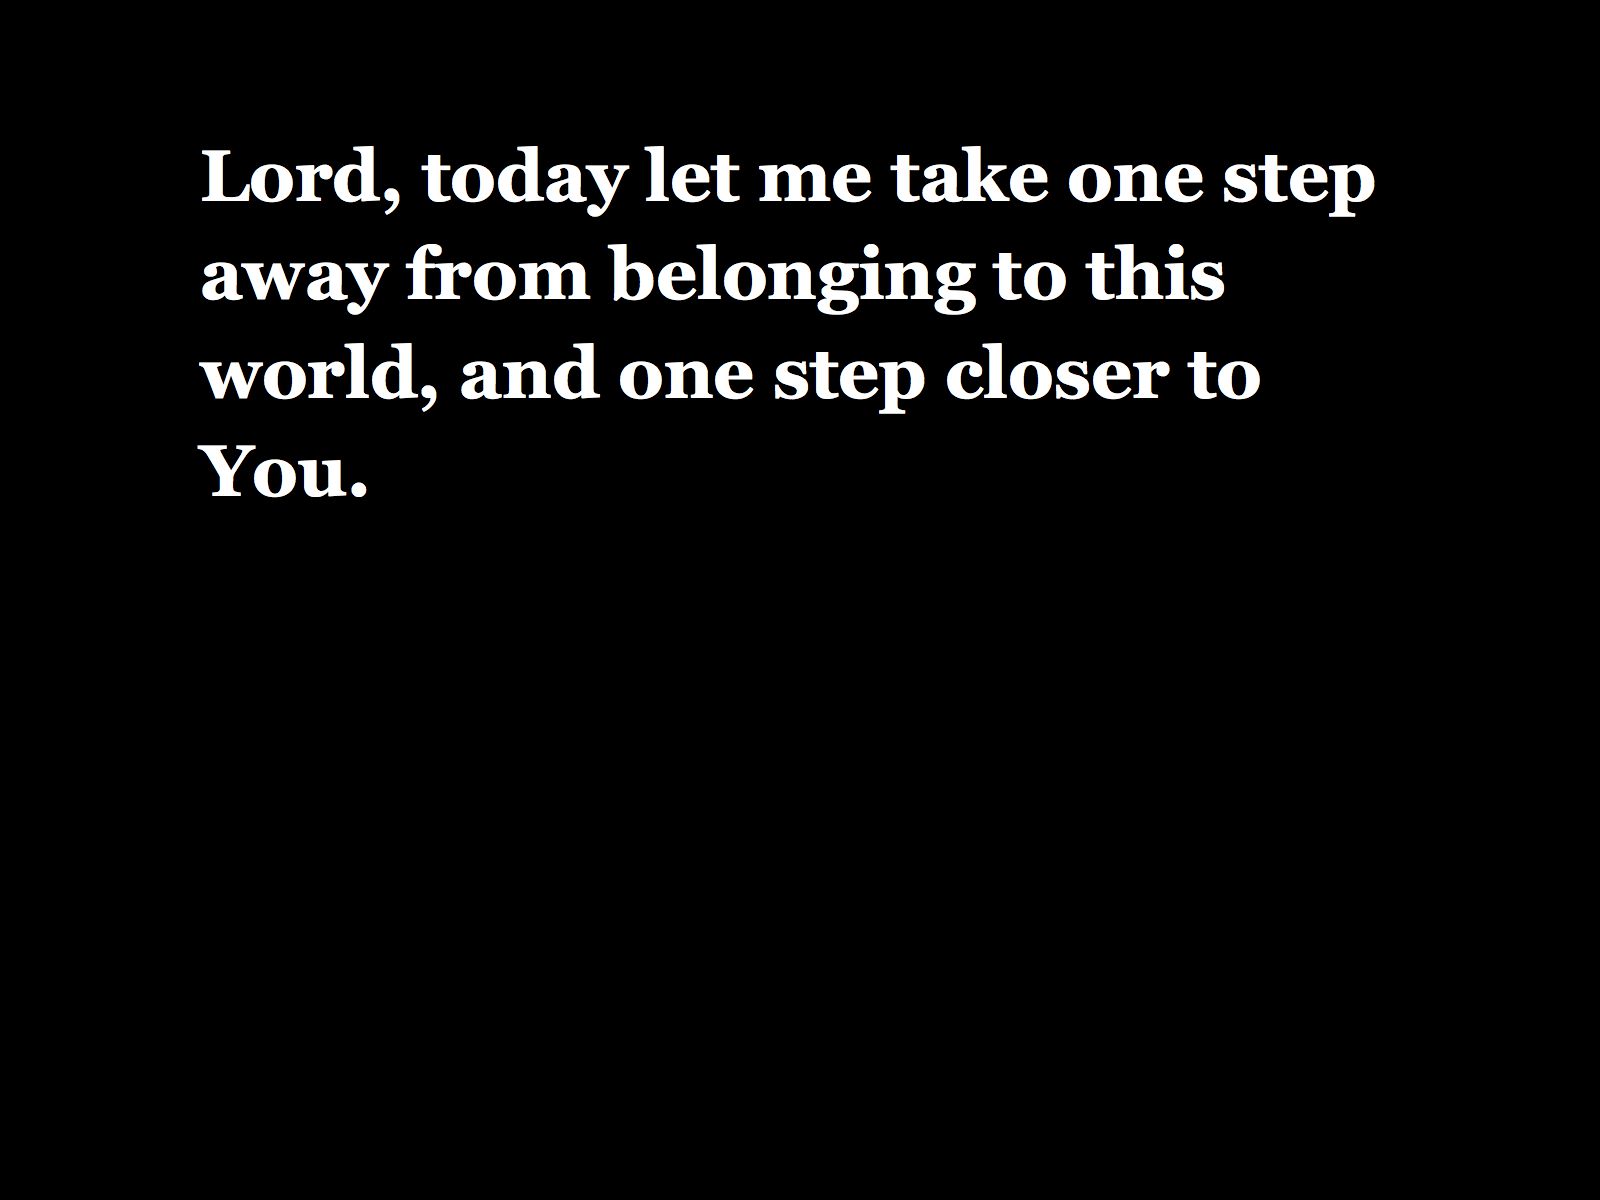 Lord, today let me take one step
away from belonging to this
world, and one step closer to
You.